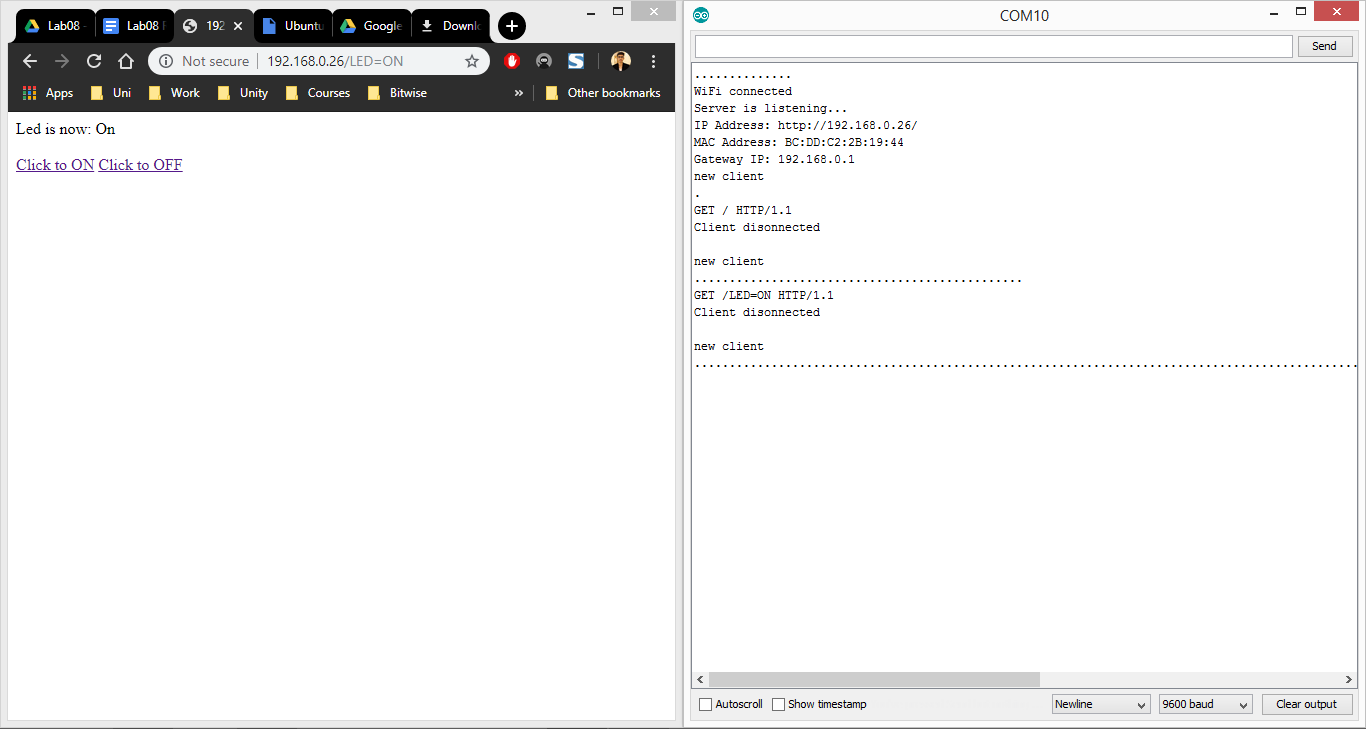 Lab08 -
Lab08 F
192
Ubuntu
Google
Downl
Not secure
192.168.0.26/LED=ON
Apps
Uni
Work
Unity
Courses
Bitwise
»
Other bookmarks
Led is now: On
Click to ON Click to OFF
COM10
Send
..............
WiFi connected
Server is listening...
IP Address: http://192.168.0.26/
MAC Address: BC:DD:C2:2B:19:44
Gateway IP: 192.168.0.1
new client
.
GET / HTTP/1.1
Client disonnected
new client
...............................................
GET /LED=ON HTTP/1.1
Client disonnected
new client
...............................................................................................
Autoscroll
Show timestamp
Newline
9600 baud
Clear output